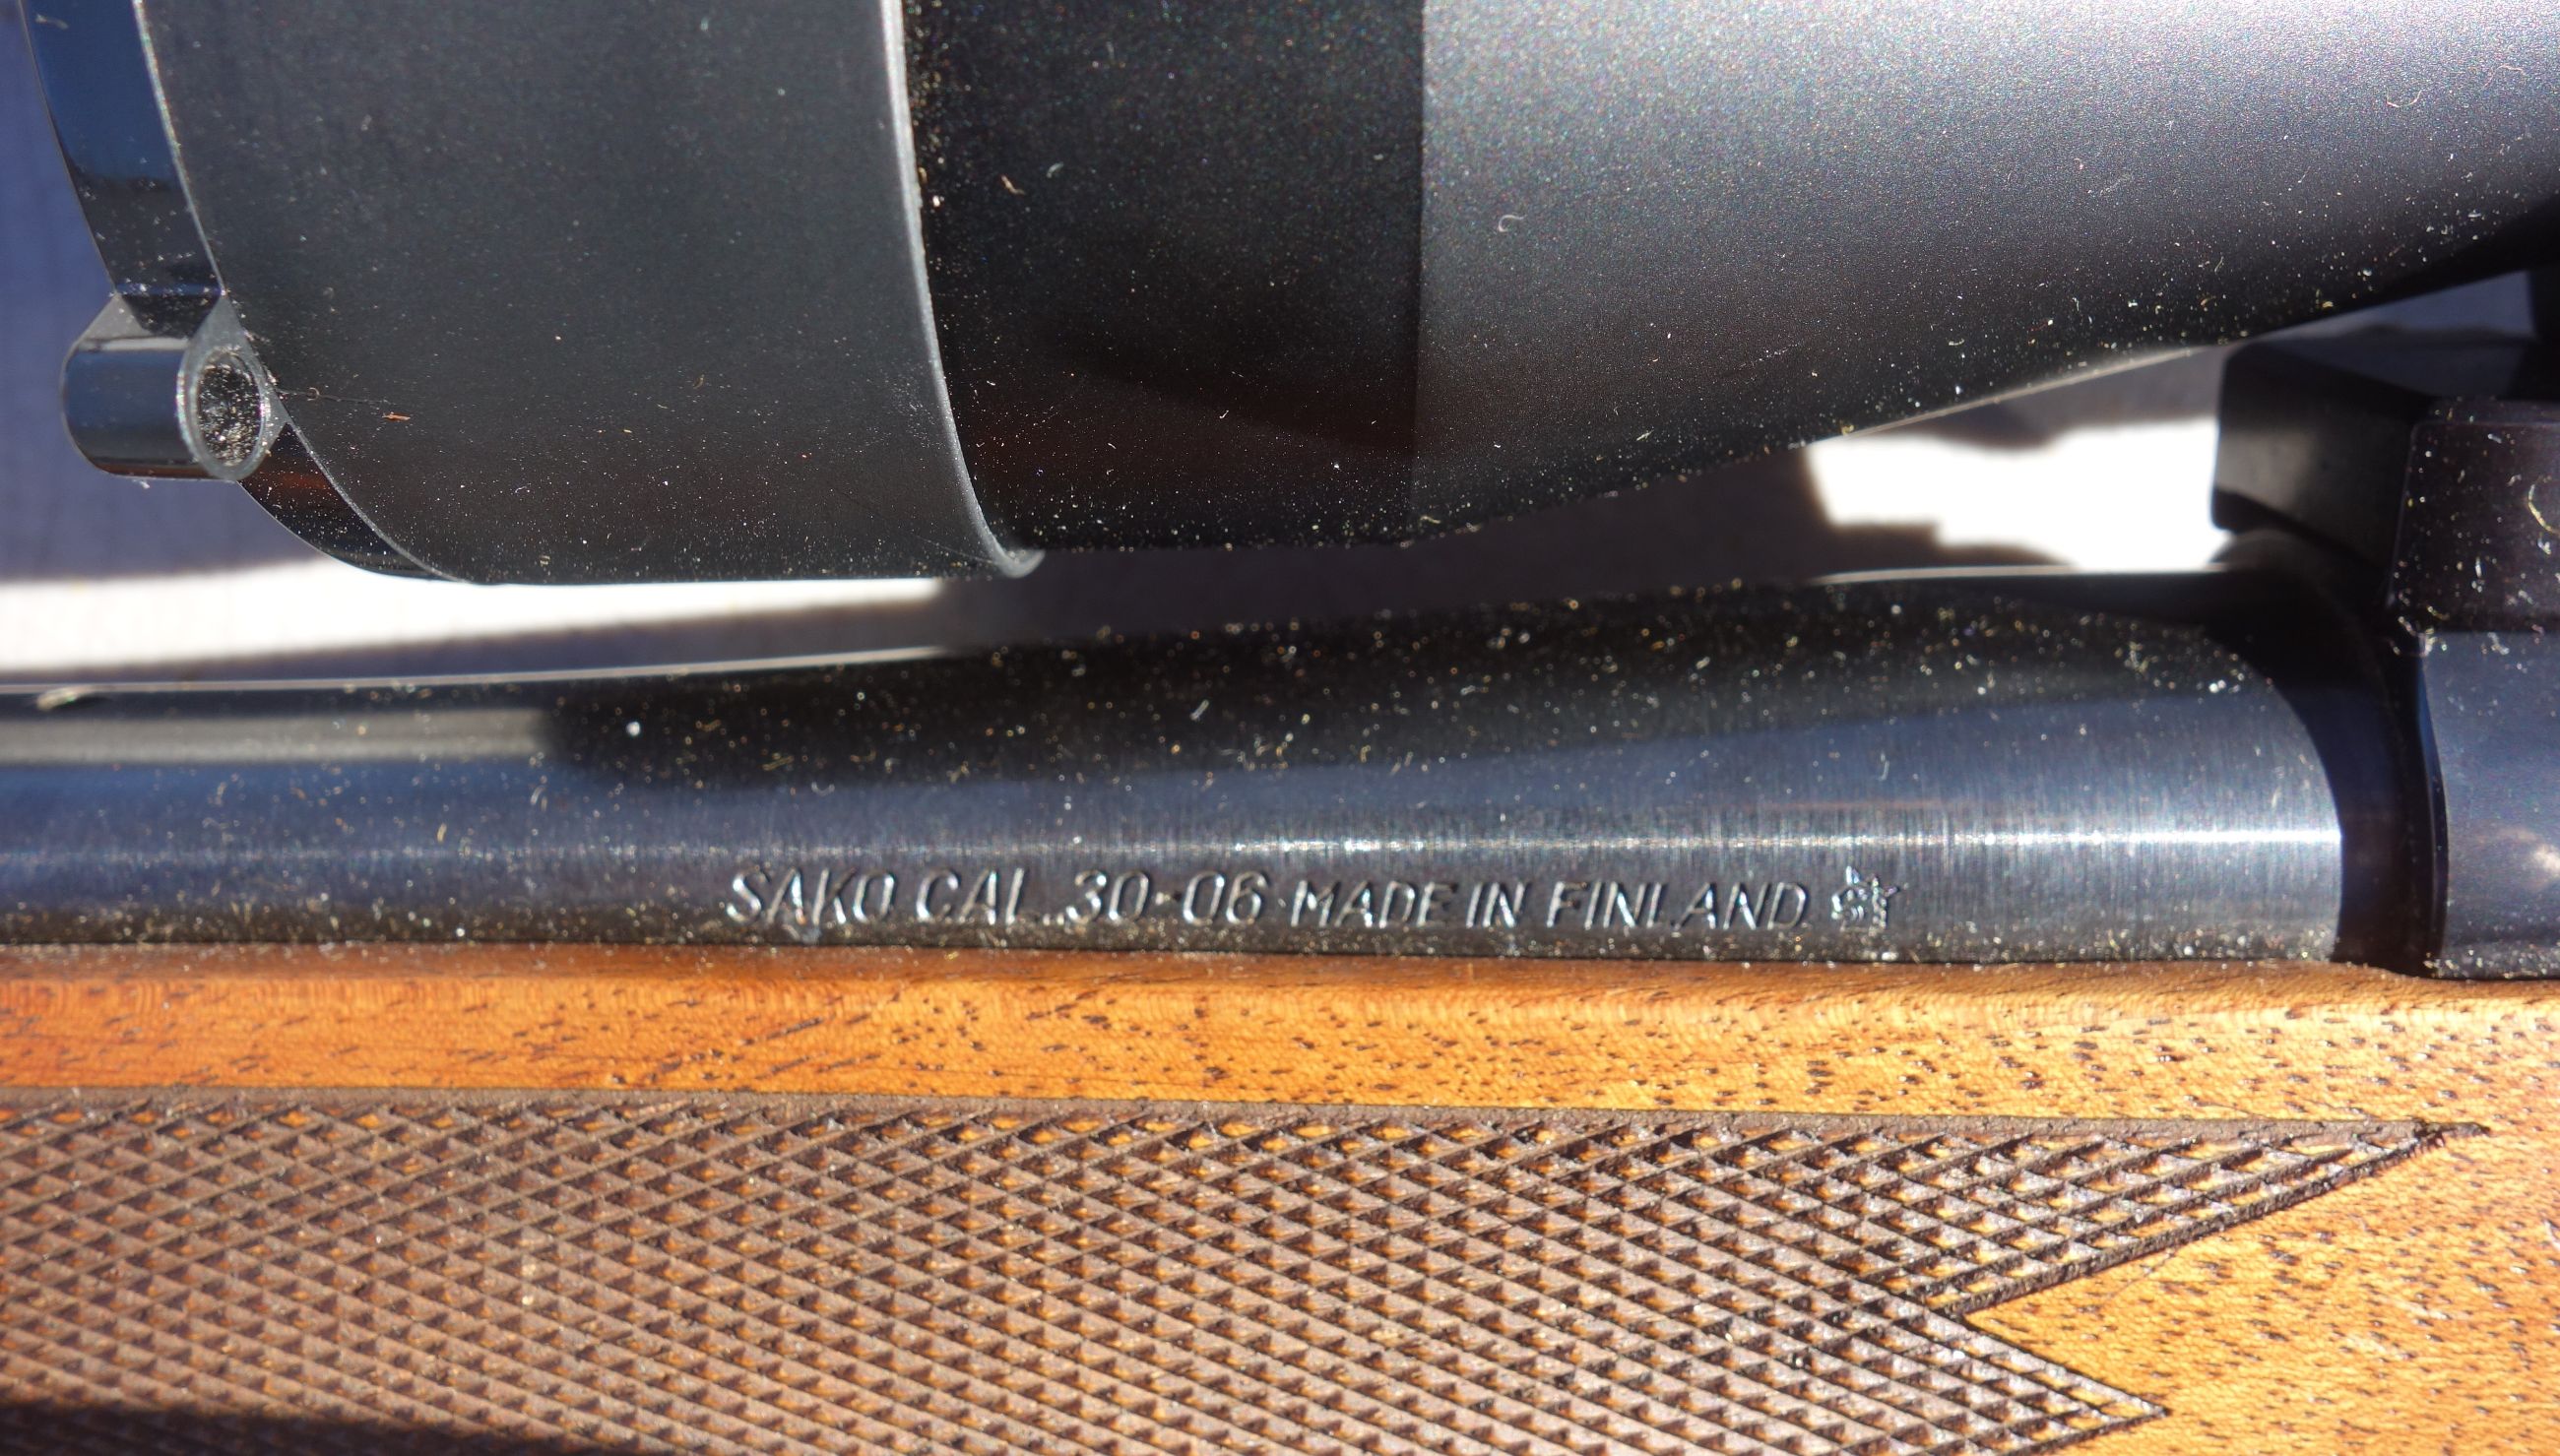 SAKO CAL .30-06 MADE IN FINLAND